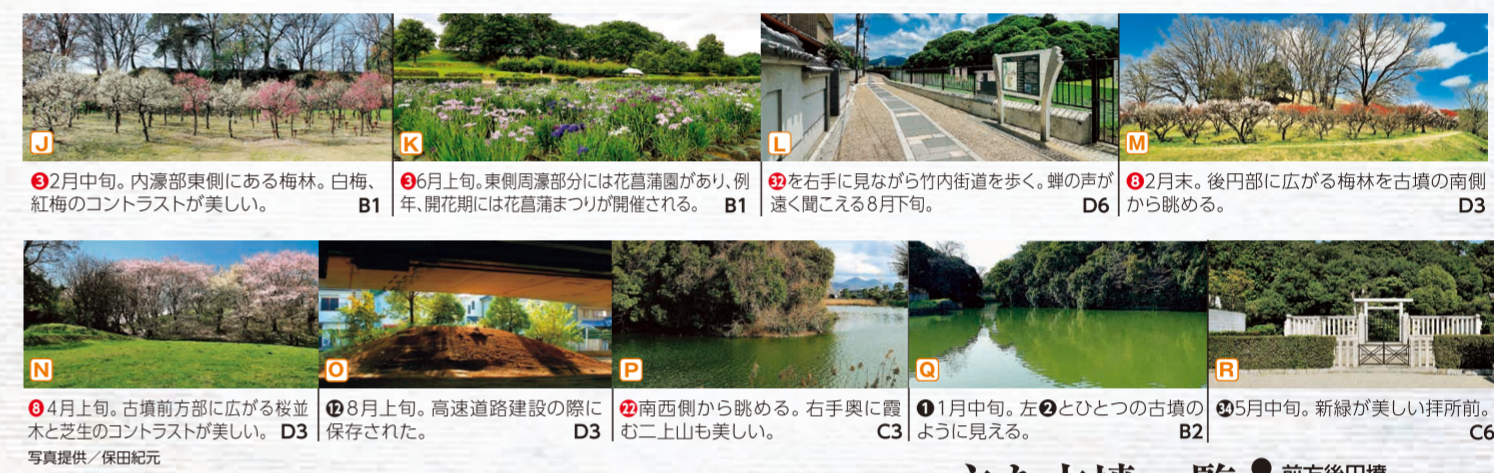 J
❸2月中旬。内濠部東側にある梅林。白梅、
紅梅のコントラストが美しい。 B1
K
❸6月上旬。東側周濠部分には花菖蒲園があり、例
年、開花期には花菖蒲まつりが開催される。 B1
L
㉜を右手に見ながら竹内街道を歩く。蝉の声が
遠く聞こえる8月下旬。 D6
M
❽2月末。後円部に広がる梅林を古墳の南側
から眺める。 D3
N
❽4月上旬。古墳前方部に広がる桜並
木と芝生のコントラストが美しい。 D3
O
⓬8月上旬。高速道路建設の際に
保存された。 D3
P
㉒南西側から眺める。右手奥に霞
む二上山も美しい。 C3
Q
❶1月中旬。左❷とひとつの古墳の
ように見える。 B2
R
㉞5月中旬。新緑が美しい拝所前。
C6
写真提供／保田紀元